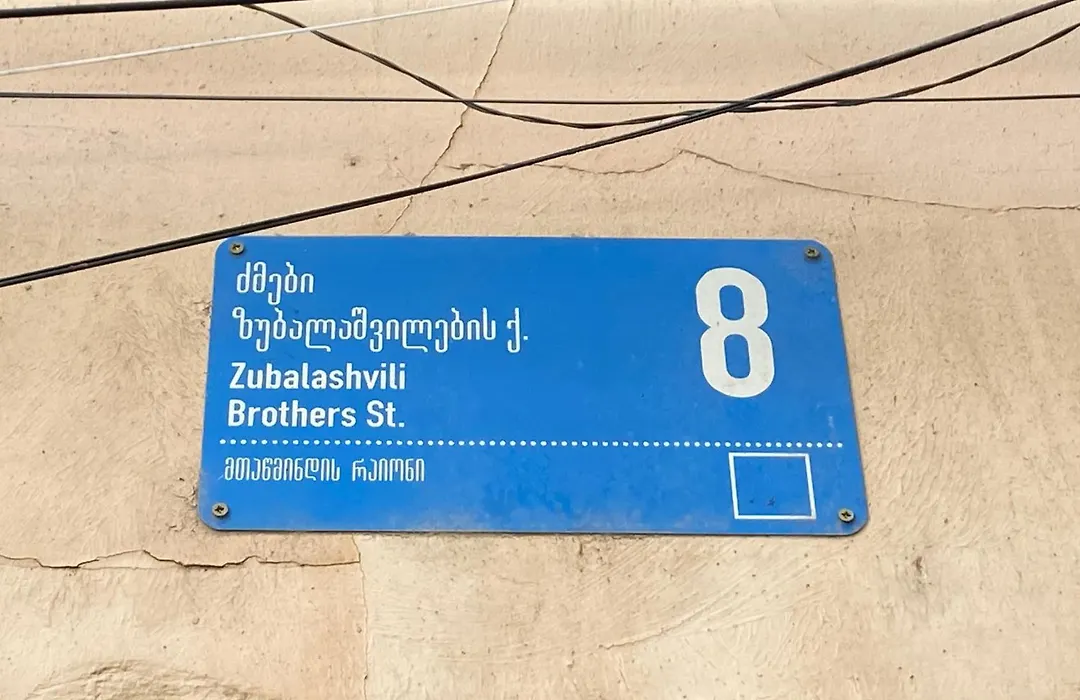 ძმები
ზუბალაშვილების ქ.
8
Zubalashvili
Brothers St.
მთაწმინდის რაიონი